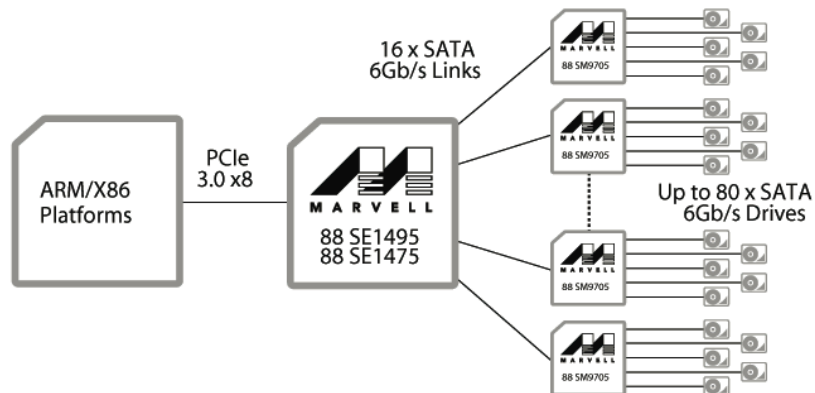 ARM/X86
Platforms
PCIe
3.0 x8
MARVELL
88 SE1495
88 SE1475
16 x SATA
6Gb/s Links
MARVELL
88 SM9705
MARVELL
88 SM9705
Up to 80 x SATA
6Gb/s Drives
MARVELL
88 SM9705
MARVELL
88 SM9705